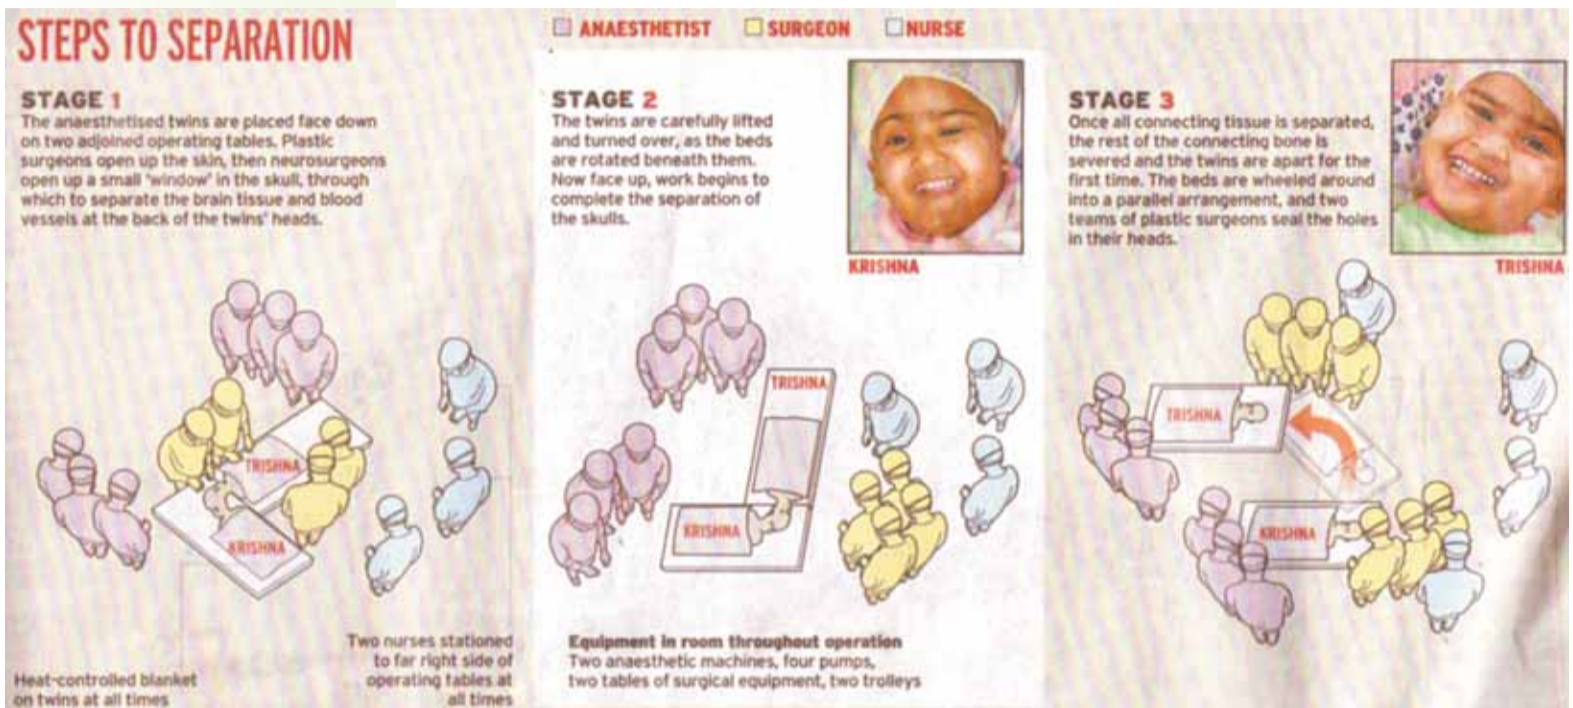 STEPS TO SEPARATION
ANAESTHETIST
SURGEON
NURSE
STAGE 1
The anaesthetised twins are placed face down
on two adjoined operating tables. Plastic
surgeons open up the skin, then neurosurgeons
open up a small 'window' in the skull, through
which to separate the brain tissue and blood
vessels at the back of the twins' heads.
TRISHNA
KRISHNA
Heat-controlled blanket
on twins at all times
Two nurses stationed
to far right side of
operating tables at
all times
STAGE 2
The twins are carefully lifted
and turned over, as the beds
are rotated beneath them.
Now face up, work begins to
complete the separation of
the skulls.
KRISHNA
TRISHNA
KRISHNA
Equipment in room throughout operation
Two anaesthetic machines, four pumps,
two tables of surgical equipment, two trolleys
STAGE 3
Once all connecting tissue is separated,
the rest of the connecting bone is
severed and the twins are apart for the
first time. The beds are wheeled around
into a parallel arrangement, and two
teams of plastic surgeons seal the holes
in their heads.
TRISHNA
TRISHNA
KRISHNA